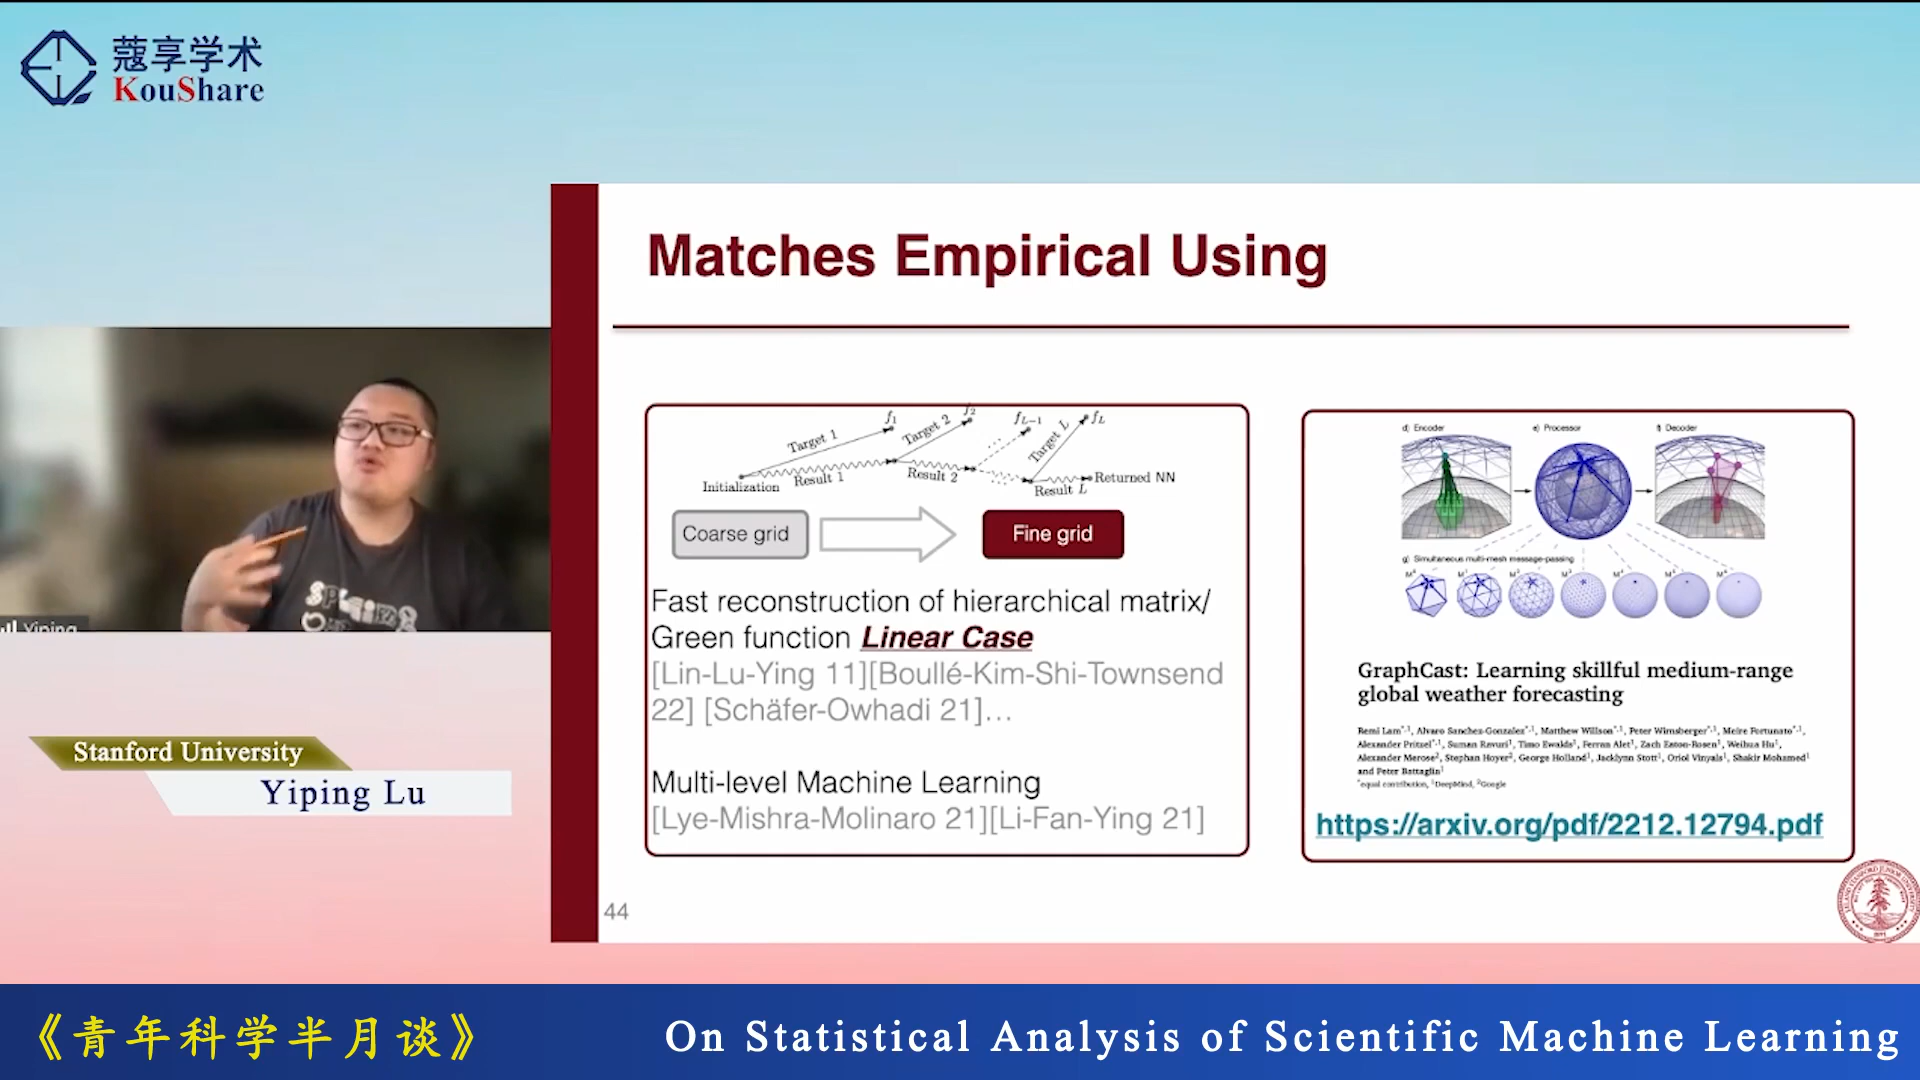 蔻享学术
KouShare
Matches Empirical Using
Target 1
f1
Target 2
f2
fL−1
Target L
fL
Initialization
Result 1
Result 2
Result L
Returned NN
Coarse grid
Fine grid
Fast reconstruction of hierarchical matrix/
Green function Linear Case
[Lin-Lu-Ying 11][Boullé-Kim-Shi-Townsend
22] [Schäfer-Owhadi 21]...
Multi-level Machine Learning
[Lye-Mishra-Molinaro 21][Li-Fan-Ying 21]
44
d) Encoder
e) Processor
f) Decoder
g) Simultaneous multi-mesh message-passing
GraphCast: Learning skillful medium-range
global weather forecasting
Remi Lam*,1, Alvaro Sanchez-Gonzalez*,1, Matthew Willson*,1, Peter Wirnsberger*,1, Meire Fortunato*,1,
Alexander Pritzel*,1, Suman Ravuri1, Timo Ewalds1, Ferran Alet1, Zach Eaton-Rosen1, Weihua Hu1,
Alexander Merose2, Stephan Hoyer2, George Holland1, Jacklynn Stott1, Oriol Vinyals1, Shakir Mohamed1
and Peter Battaglia1
*equal contribution, 1DeepMind, 2Google
https://arxiv.org/pdf/2212.12794.pdf
Yiping
Stanford University
Yiping Lu
《青年科学半月谈》
On Statistical Analysis of Scientific Machine Learning